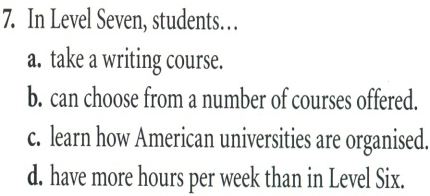 7. In Level Seven, students...
a. take a writing course.
b. can choose from a number of courses offered.
c. learn how American universities are organised.
d. have more hours per week than in Level Six.